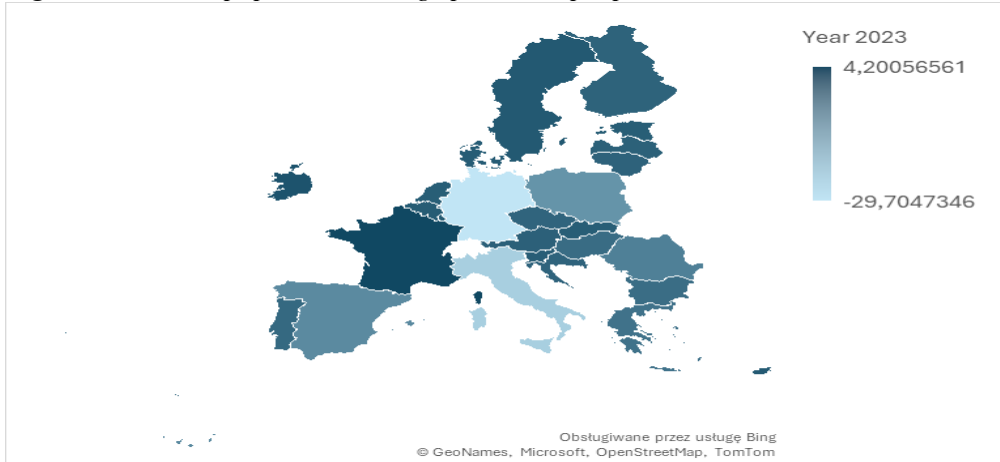 Year 2023
4,20056561
-29,7047346
Obsługiwane przez usługę Bing
© GeoNames, Microsoft, OpenStreetMap, TomTom